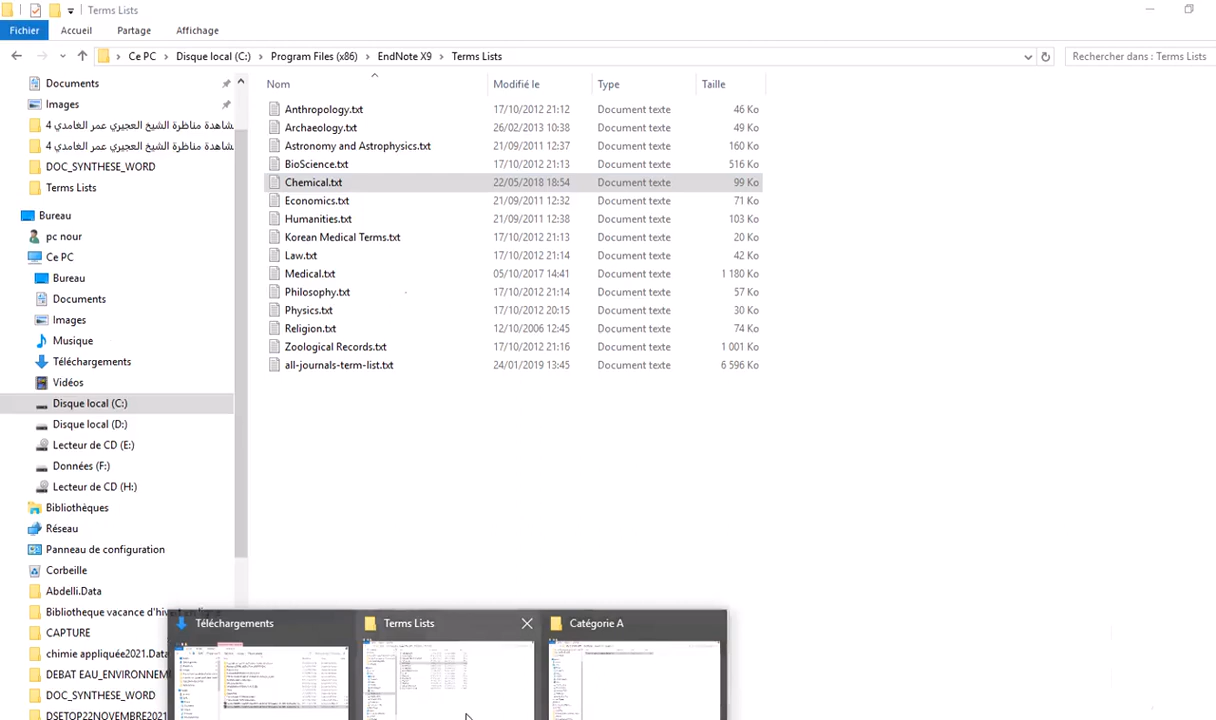 Terms Lists
Fichier Accueil Partage Affichage
Ce PC Disque local (C:) Program Files (x86) EndNote X9 Terms Lists
Rechercher dans : Terms Lists
Documents
Images
شاهدة مناظرة الشيخ العجيري عمر الغامدي 4
شاهدة مناظرة الشيخ العجيري عمر الغامدي 4
DOC_SYNTHESE_WORD
Terms Lists
Bureau
pc nour
Ce PC
Bureau
Documents
Images
Musique
Téléchargements
Vidéos
Disque local (C:)
Disque local (D:)
Lecteur de CD (E:)
Données (F:)
Lecteur de CD (H:)
Bibliothèques
Réseau
Panneau de configuration
Corbeille
Abdelli.Data
Bibliotheque vacance d'hiv
CAPTURE
chimie appliquée2021.Data
DEBAT EAU_ENVIRONNEM
DOC_SYNTHESE_WORD
DSETOP22NOVEMBRE2021
Nom Modifié le Type Taille
Anthropology.txt 17/10/2012 21:12 Document texte 46 Ko
Archaeology.txt 26/02/2013 10:38 Document texte 49 Ko
Astronomy and Astrophysics.txt 21/09/2011 12:37 Document texte 160 Ko
BioScience.txt 17/10/2012 21:13 Document texte 516 Ko
Chemical.txt 22/05/2018 18:54 Document texte 99 Ko
Economics.txt 21/09/2011 12:32 Document texte 71 Ko
Humanities.txt 21/09/2011 12:38 Document texte 103 Ko
Korean Medical Terms.txt 17/10/2012 21:13 Document texte 20 Ko
Law.txt 17/10/2012 21:14 Document texte 42 Ko
Medical.txt 05/10/2017 14:41 Document texte 1 180 Ko
Philosophy.txt 17/10/2012 21:14 Document texte 57 Ko
Physics.txt 17/10/2012 20:15 Document texte 30 Ko
Religion.txt 12/10/2006 12:45 Document texte 74 Ko
Zoological Records.txt 17/10/2012 21:16 Document texte 1 001 Ko
all-journals-term-list.txt 24/01/2019 13:45 Document texte 6 596 Ko
Téléchargements Terms Lists Catégorie A